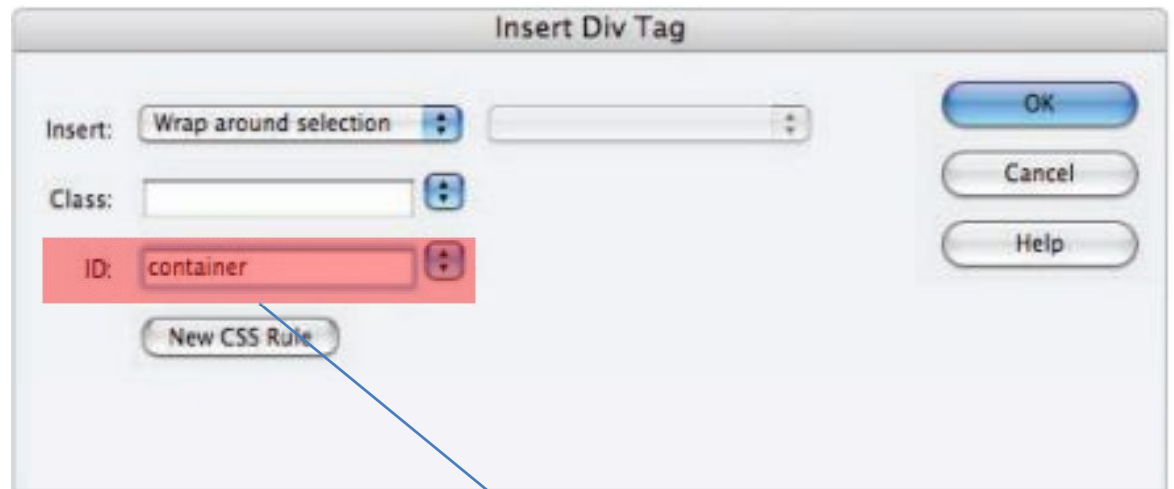 Insert Div Tag
Insert: Wrap around selection OK
Class: Cancel
ID: container Help
New CSS Rule